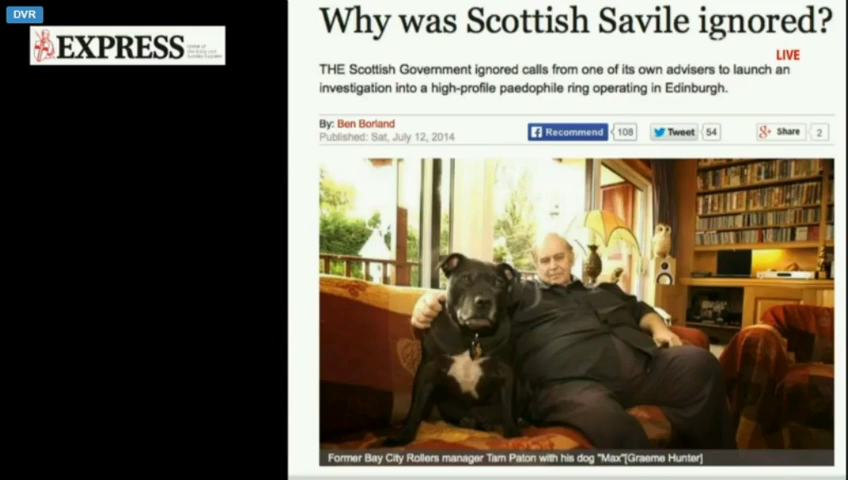 DVR
EXPRESS
Why was Scottish Savile ignored?
LIVE
THE Scottish Government ignored calls from one of its own advisers to launch an
investigation into a high-profile paedophile ring operating in Edinburgh.
By: Ben Borland
Published: Sat, July 12, 2014
Recommend 108 Tweet 54 Share 2
Former Bay City Rollers manager Tam Paton with his dog "Max"[Graeme Hunter]